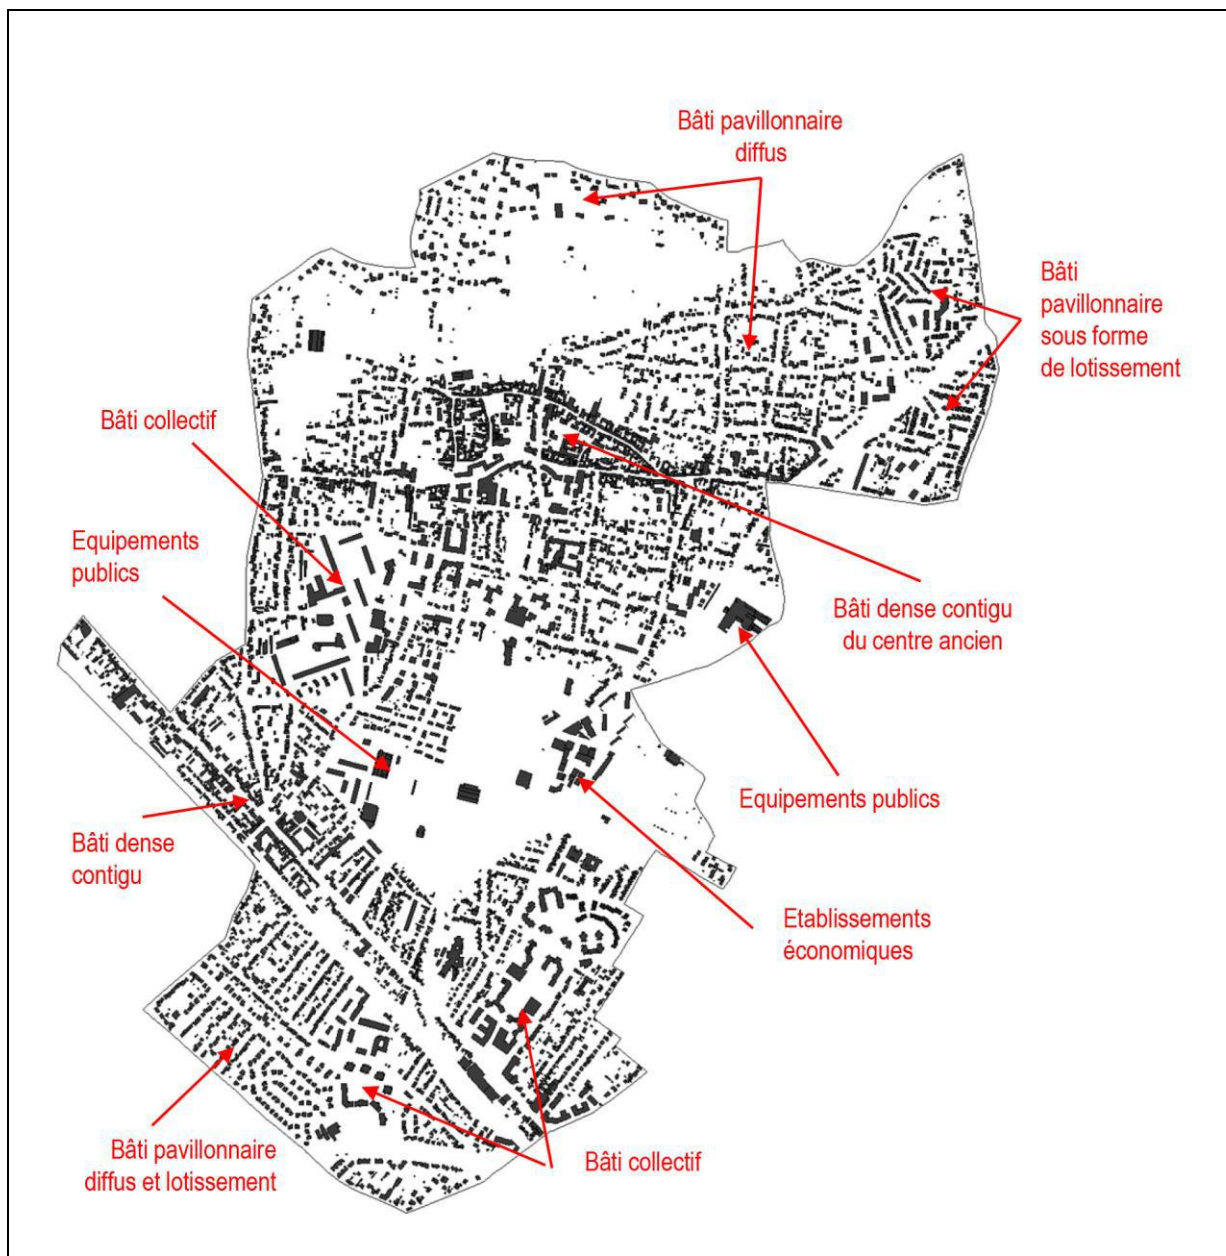 Bâti pavillonnaire
diffus
Bâti
pavillonnaire
sous forme
de lotissement
Bâti collectif
Equipements
publics
Bâti dense contigu
du centre ancien
Equipements publics
Bâti dense
contigu
Etablissements
économiques
Bâti pavillonnaire
diffus et lotissement
Bâti collectif